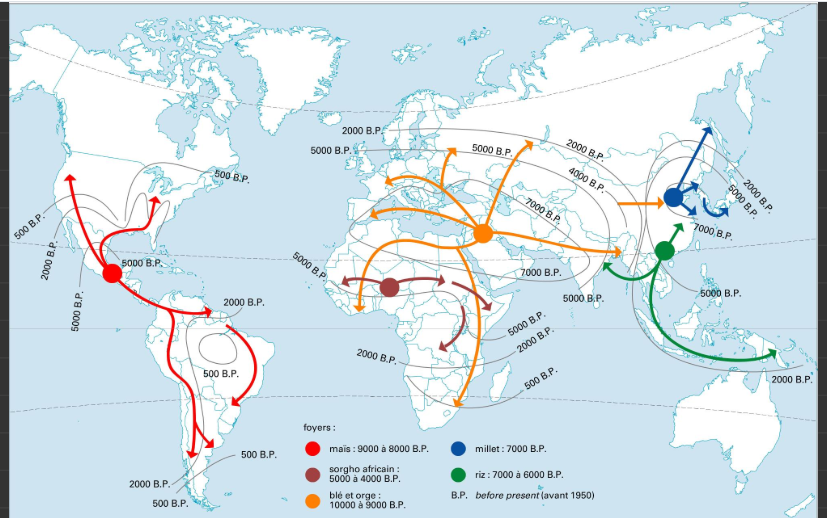 2000 B.P.
5000 B.P.
5000 B.P.
2000 B.P.
4000 B.P.
7000 B.P.
500 B.P.
500 B.P.
2000 B.P.
5000 B.P.
5000 B.P.
2000 B.P.
5000 B.P.
7000 B.P.
5000 B.P.
7000 B.P.
5000 B.P.
5000 B.P.
2000 B.P.
500 B.P.
5000 B.P.
2000 B.P.
2000 B.P.
500 B.P.
2000 B.P.
500 B.P.
2000 B.P.
500 B.P.
foyers :
maïs : 9000 à 8000 B.P.
sorgho africain :
5000 à 4000 B.P.
blé et orge :
10000 à 9000 B.P.
millet : 7000 B.P.
riz : 7000 à 6000 B.P.
B.P. before present (avant 1950)